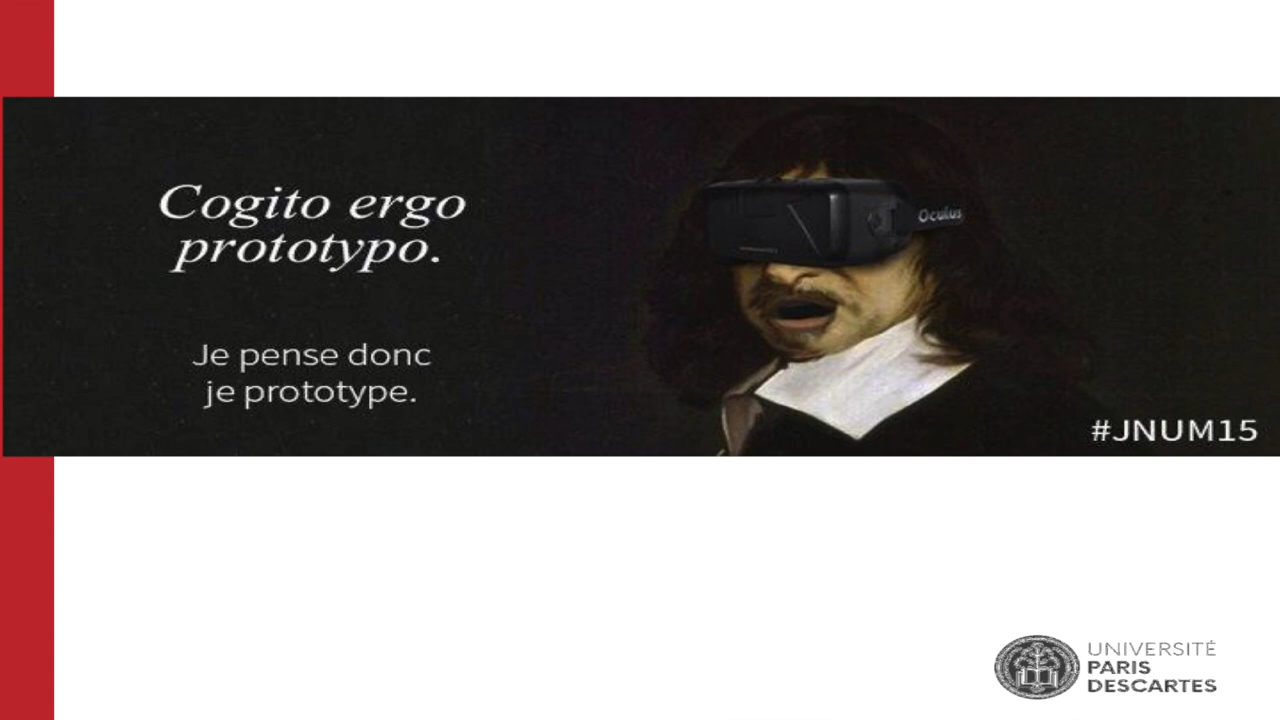 Cogito ergo
prototypo.
Je pense donc
je prototype.
Oculus
#JNUM15
UNIVERSITÉ
PARIS
DESCARTES